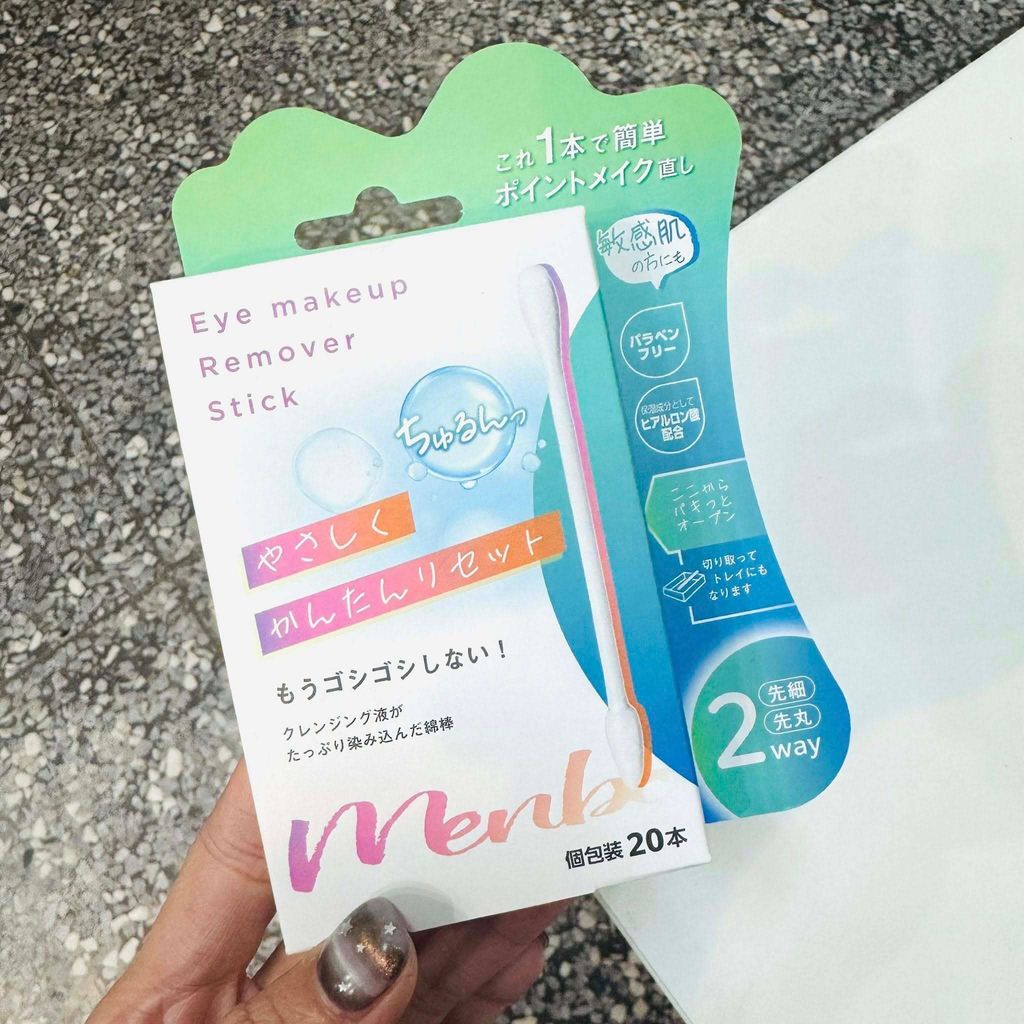 これ1本で簡単
ポイントメイク直し
敏感肌
の方にも
パラベン
フリー
保湿成分として
ヒアルロン酸
配合
ここから
パキっと
オープン
切り取って
トレイにも
なります
2way
先細
先丸
Eye makeup
Remover
Stick
ちゅるんっ
やさしく
かんたんリセット
もうゴシゴシしない!
クレンジング液が
たっぷり染み込んだ綿棒
個包装20本